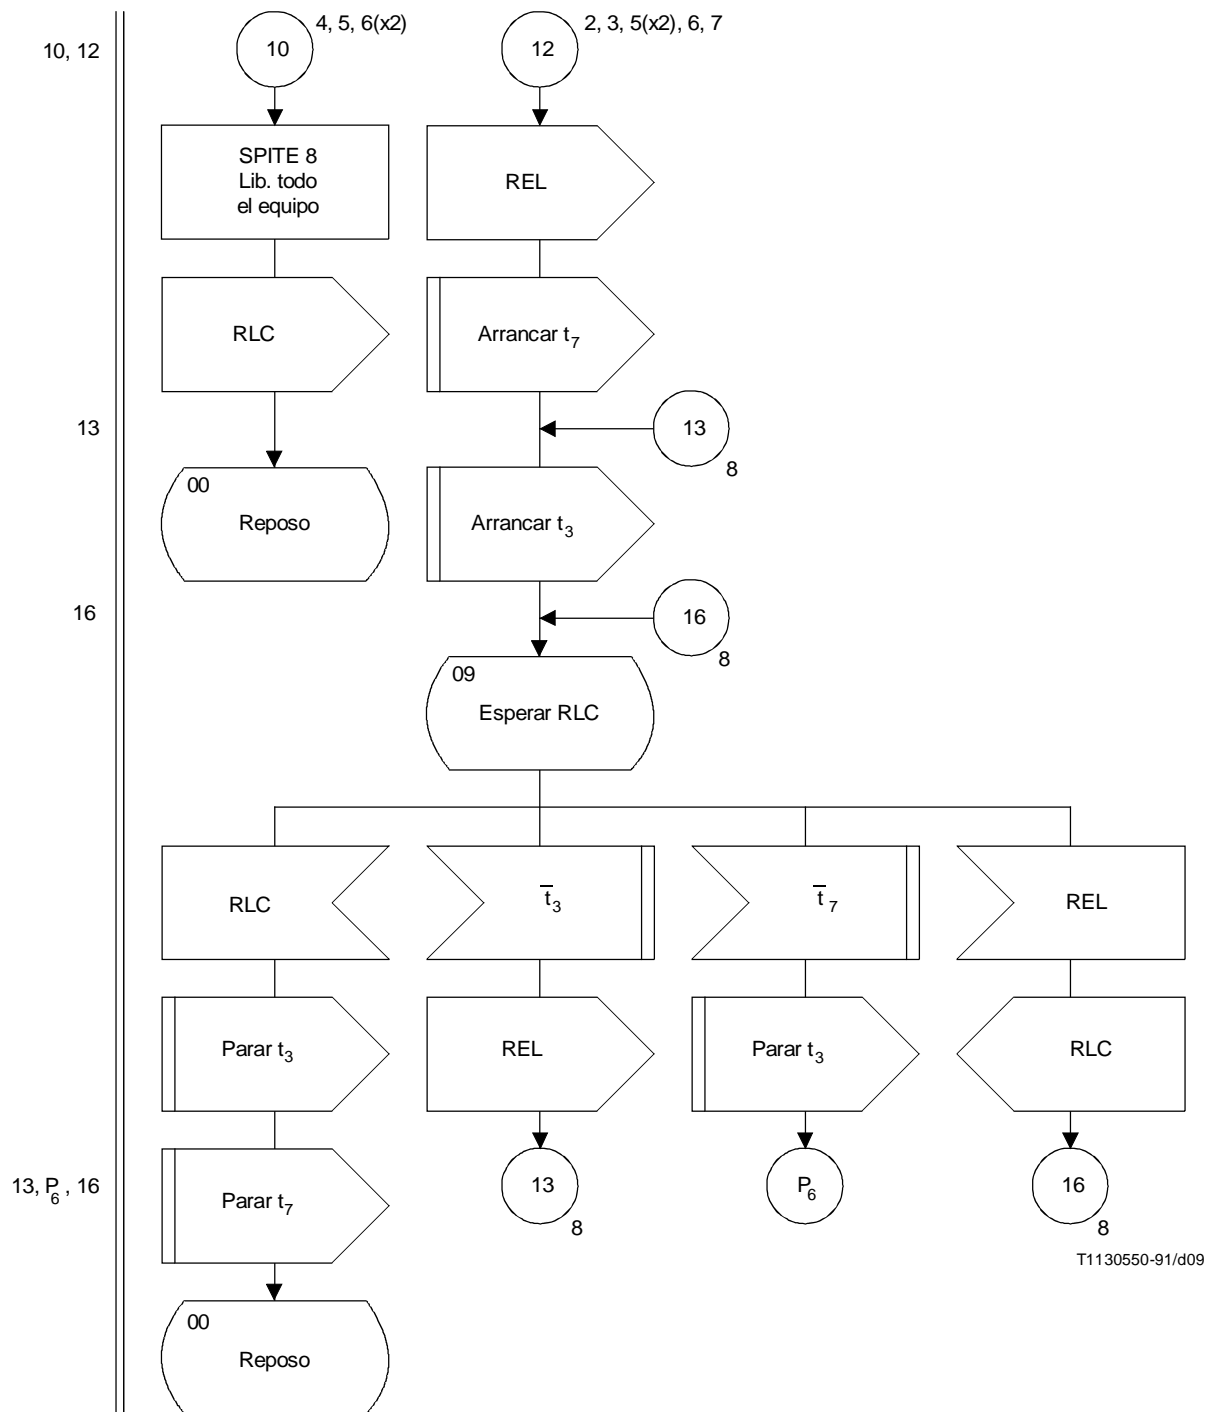 10, 12
10
4, 5, 6(x2)
12
2, 3, 5(x2), 6, 7
SPITE 8
Lib. todo
el equipo
REL
RLC
Arrancar t7
13
13
8
00
Reposo
Arrancar t3
16
16
8
09
Esperar RLC
RLC
t̅3
t̅7
REL
Parar t3
REL
Parar t3
RLC
13, P6, 16
Parar t7
13
8
P6
16
8
T1130550-91/d09
00
Reposo